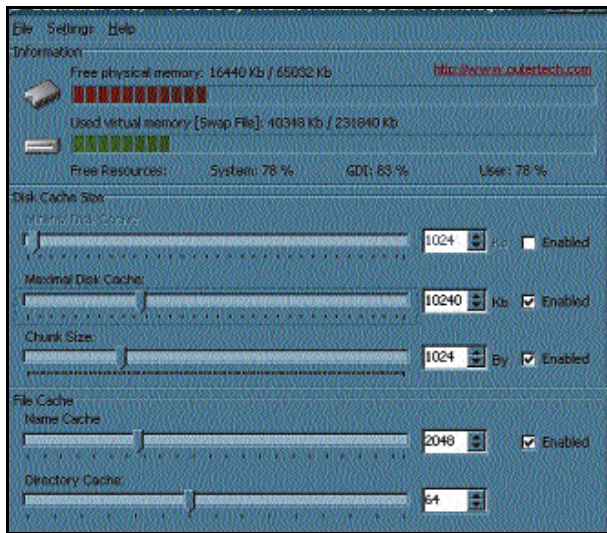 File Settings Help
Information
Free physical memory: 16440 Kb / 65032 Kb
http://www.outertech.com
Used virtual memory [Swap File]: 40348 Kb / 231840 Kb
Free Resources: System: 78 % GDI: 83 % User: 78 %
Disk Cache Size
Minimal Disk Cache:
1024 Kb Enabled
Maximal Disk Cache:
10240 Kb Enabled
Chunk Size:
1024 By Enabled
File Cache
Name Cache
2048 Enabled
Directory Cache:
64